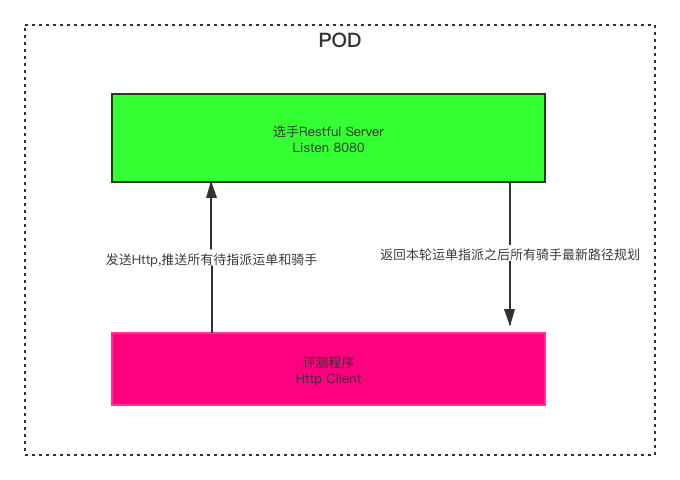 POD
选手Restful Server
Listen 8080
发送Http,推送所有待指派运单和骑手
返回本轮运单指派之后所有骑手最新路径规划
评测程序
Http Client